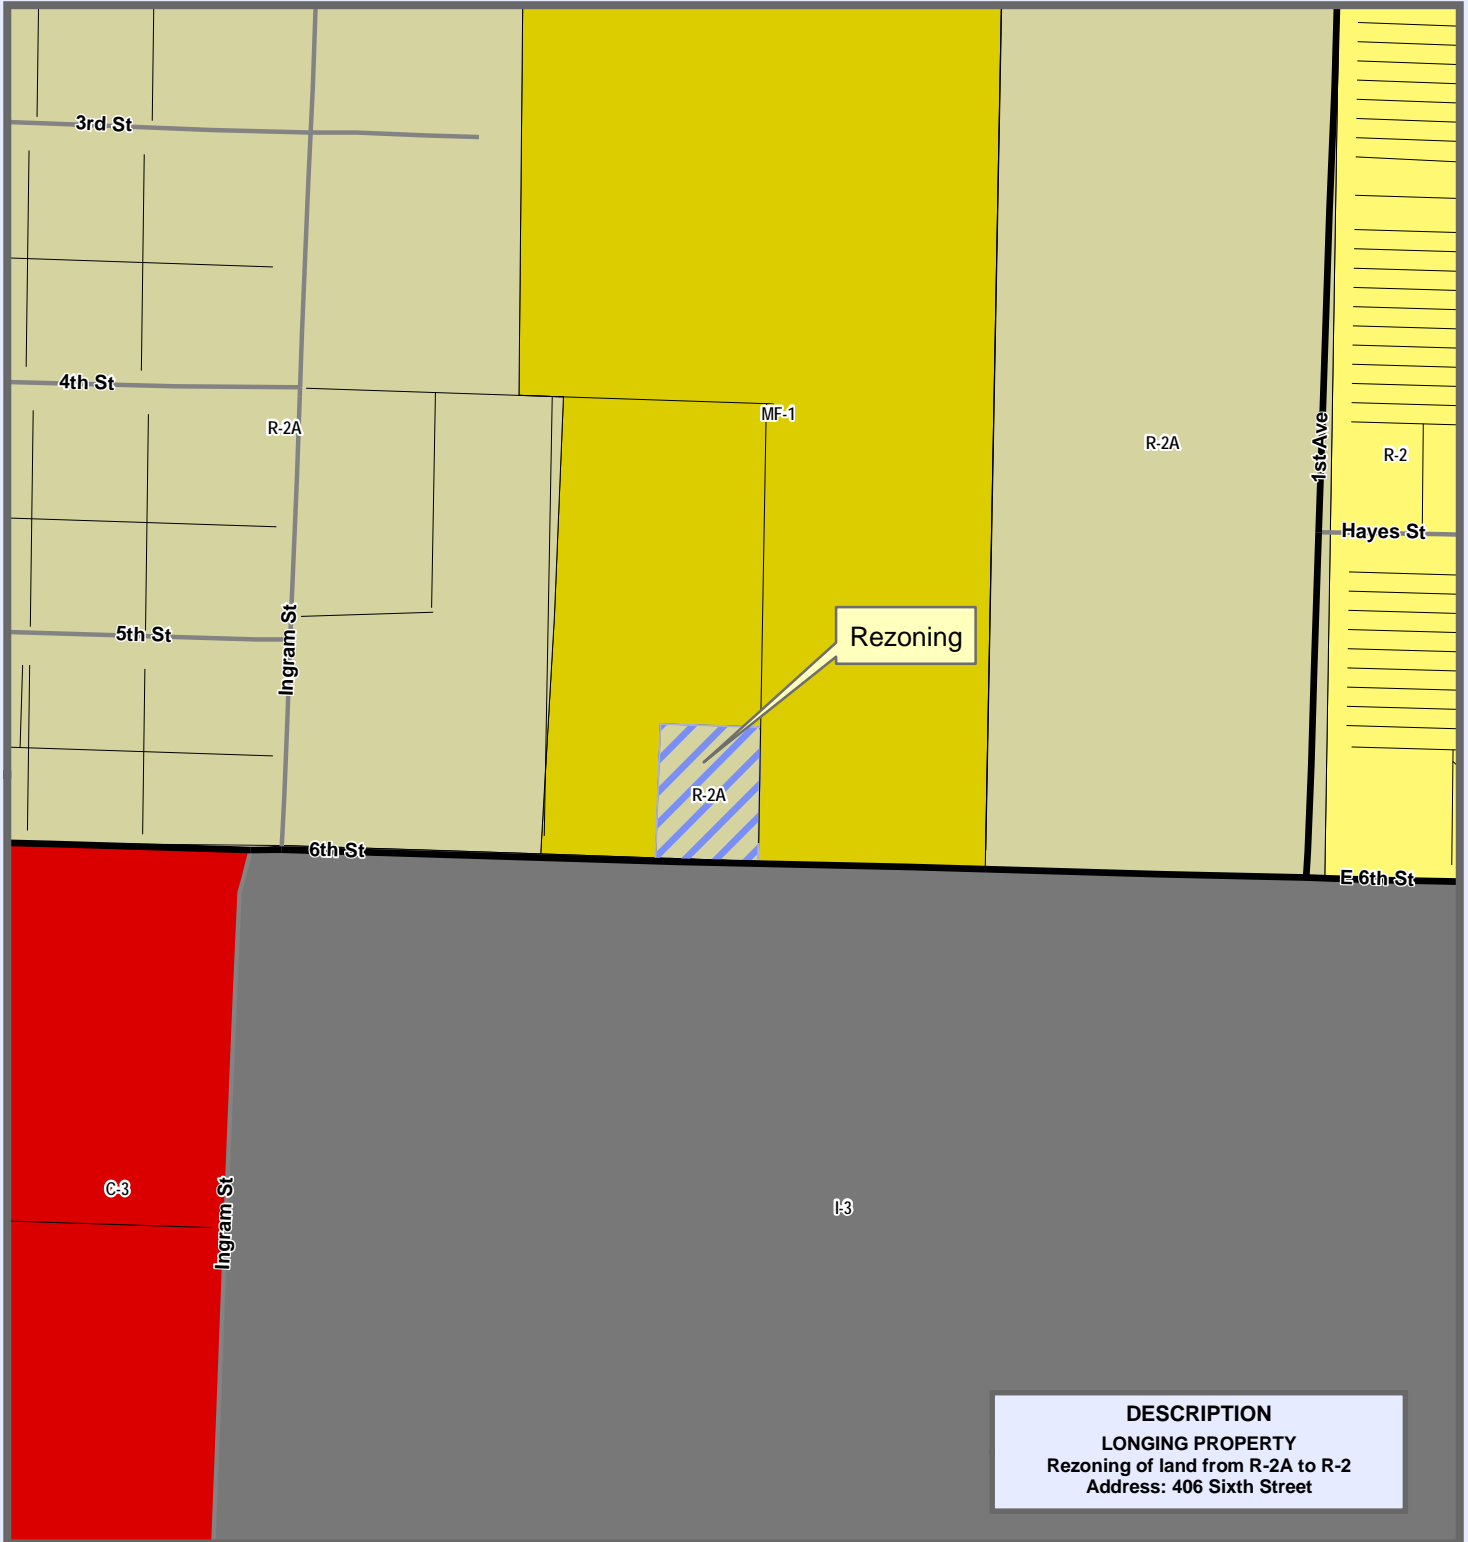 3rd St
4th St
MF-1
R-2A
R-2A
1st Ave
R-2
Hayes St
5th St
Ingram St
Rezoning
R-2A
6th St
E 6th St
C-3
Ingram St
I-3
DESCRIPTION
LONGING PROPERTY
Rezoning of land from R-2A to R-2
Address: 406 Sixth Street